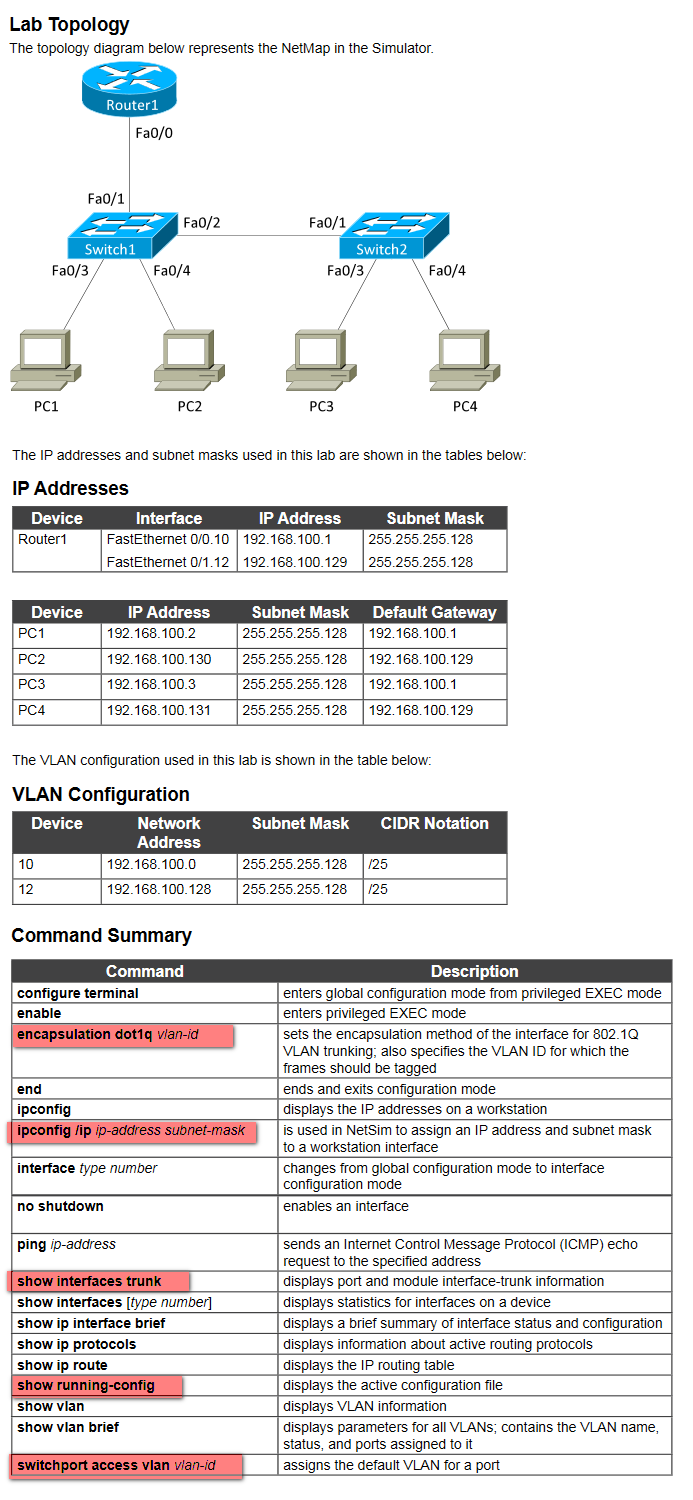 Lab Topology
The topology diagram below represents the NetMap in the Simulator.
Router1
Fa0/0
Fa0/1
Fa0/2
Fa0/1
Switch1
Switch2
Fa0/3
Fa0/4
Fa0/3
Fa0/4
PC1
PC2
PC3
PC4
The IP addresses and subnet masks used in this lab are shown in the tables below:
IP Addresses
Device Interface IP Address Subnet Mask
Router1 FastEthernet 0/0.10 192.168.100.1 255.255.255.128
FastEthernet 0/1.12 192.168.100.129 255.255.255.128
Device IP Address Subnet Mask Default Gateway
PC1 192.168.100.2 255.255.255.128 192.168.100.1
PC2 192.168.100.130 255.255.255.128 192.168.100.129
PC3 192.168.100.3 255.255.255.128 192.168.100.1
PC4 192.168.100.131 255.255.255.128 192.168.100.129
The VLAN configuration used in this lab is shown in the table below:
VLAN Configuration
Device Network Subnet Mask CIDR Notation
Address
10 192.168.100.0 255.255.255.128 /25
12 192.168.100.128 255.255.255.128 /25
Command Summary
Command Description
configure terminal enters global configuration mode from privileged EXEC mode
enable enters privileged EXEC mode
encapsulation dot1q vlan-id sets the encapsulation method of the interface for 802.1Q
VLAN trunking; also specifies the VLAN ID for which the
frames should be tagged
end ends and exits configuration mode
ipconfig displays the IP addresses on a workstation
ipconfig /ip ip-address subnet-mask is used in NetSim to assign an IP address and subnet mask
to a workstation interface
interface type number changes from global configuration mode to interface
configuration mode
no shutdown enables an interface
ping ip-address sends an Internet Control Message Protocol (ICMP) echo
request to the specified address
show interfaces trunk displays port and module interface-trunk information
show interfaces [type number] displays statistics for interfaces on a device
show ip interface brief displays a brief summary of interface status and configuration
show ip protocols displays information about active routing protocols
show ip route displays the IP routing table
show running-config displays the active configuration file
show vlan displays VLAN information
show vlan brief displays parameters for all VLANs; contains the VLAN name,
status, and ports assigned to it
switchport access vlan vlan-id assigns the default VLAN for a port